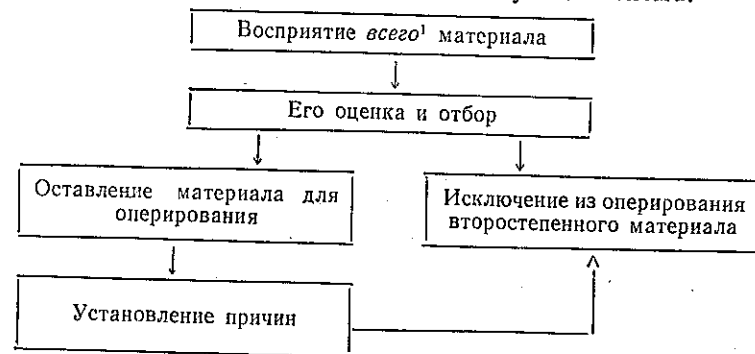 Восприятие всего¹ материала
Его оценка и отбор
Оставление материала для
оперирования
Исключение из оперирования
второстепенного материала
Установление причин